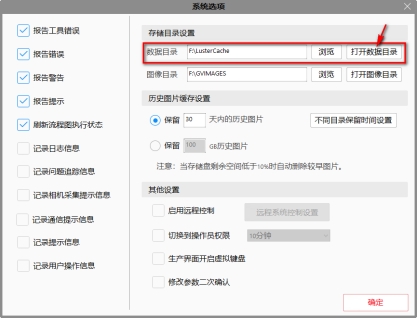 系统选项
报告工具错误
报告错误
报告警告
报告提示
刷新流程图执行状态
记录日志信息
记录问题追踪信息
记录相机采集提示信息
记录通信提示信息
记录提示信息
记录用户操作信息
存储目录设置
数据目录 F:\LusterCache 浏览 打开数据目录
图像目录 F:\GVIMAGES 浏览 打开图像目录
历史图片缓存设置
保留 30 天内的历史图片 不同目录保留时间设置
保留 100 GB历史图片
注意：当存储盘剩余空间低于10%时自动删除较早图片。
其他设置
启用远程控制 远程系统控制设置
切换到操作员权限 10分钟
生产界面开启虚拟键盘
修改参数二次确认
确定